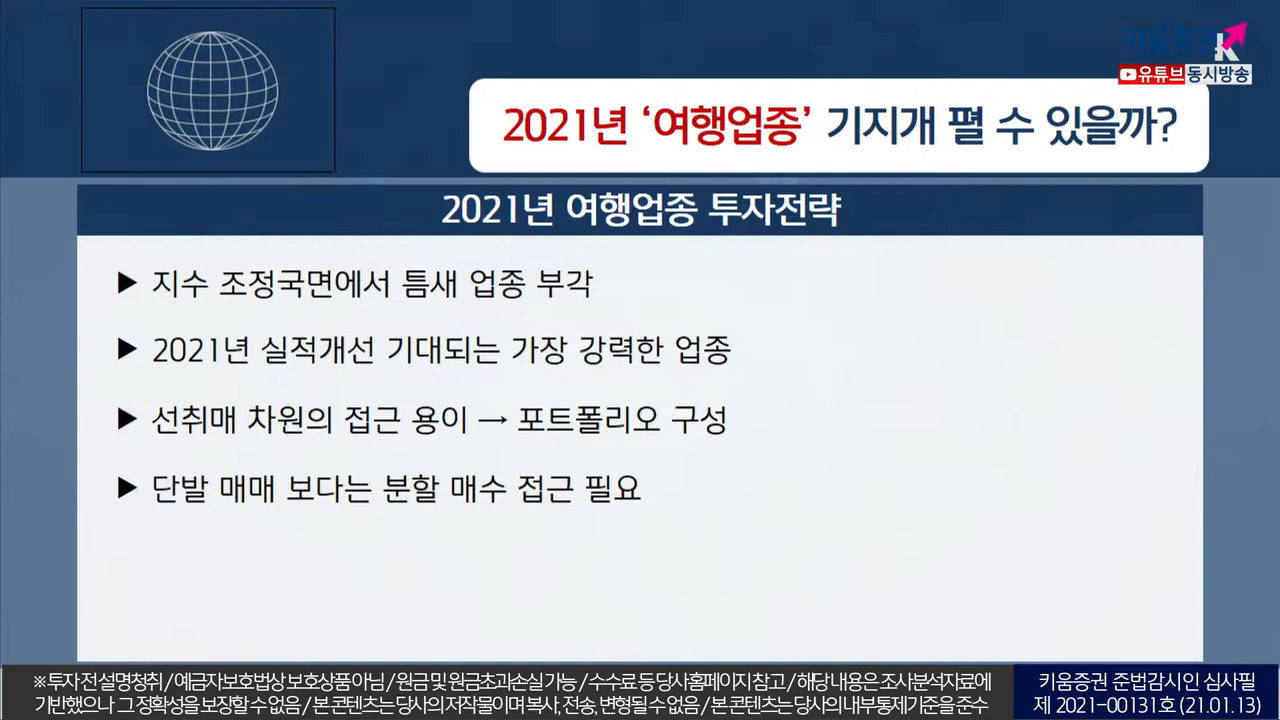 키움증권
유튜브 동시방송
2021년 ‘여행업종’ 기지개 펼 수 있을까?
2021년 여행업종 투자전략
▶ 지수 조정국면에서 틈새 업종 부각
▶ 2021년 실적개선 기대되는 가장 강력한 업종
▶ 선취매 차원의 접근 용이 → 포트폴리오 구성
▶ 단발 매매 보다는 분할 매수 접근 필요
※ 투자 전 설명청취 / 예금자보호법상 보호상품 아님 / 원금 및 원금초과손실 가능 / 수수료 등 당사홈페이지 참고 / 해당 내용은 조사분석자료에
기반했으나 그 정확성을 보장할 수 없음 / 본 콘텐츠는 당사의 저작물이며 복사, 전송, 변형될 수 없음 / 본 콘텐츠는 당사의 내부통제기준을 준수
키움증권 준법감시인 심사필
제 2021-00131호 (21.01.13)